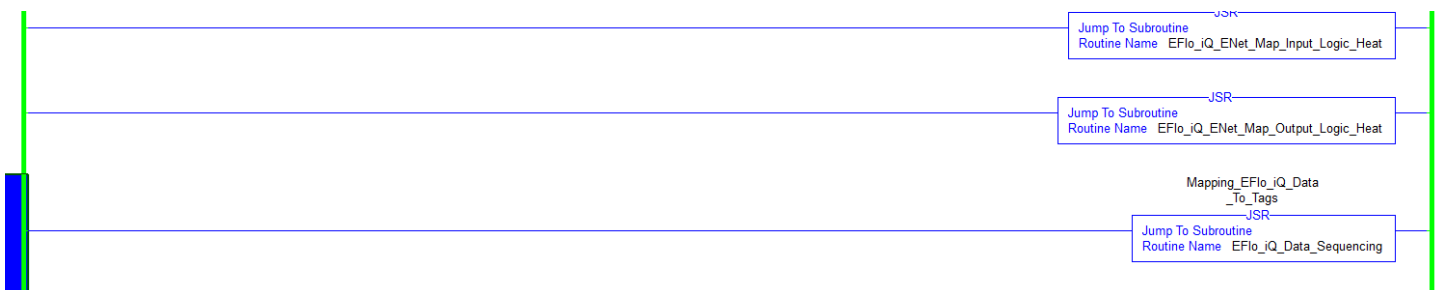 JSR
Jump To Subroutine
Routine Name EFlo_iQ_ENet_Map_Input_Logic_Heat
JSR
Jump To Subroutine
Routine Name EFlo_iQ_ENet_Map_Output_Logic_Heat
Mapping_EFlo_iQ_Data
_To_Tags
JSR
Jump To Subroutine
Routine Name EFlo_iQ_Data_Sequencing